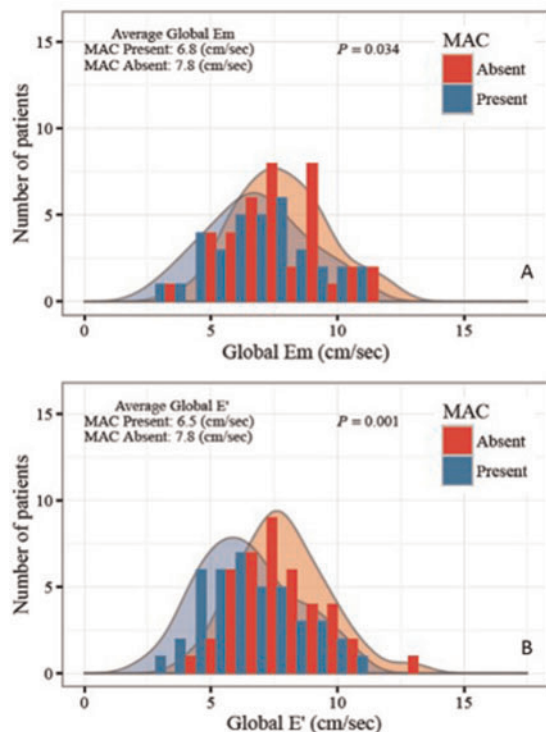 Average Global Em
MAC Present: 6.8 (cm/sec)
MAC Absent: 7.8 (cm/sec)
P = 0.034
MAC
Absent
Present
15
10
5
0
Number of patients
A
0 5 10 15
Global Em (cm/sec)
Average Global E'
MAC Present: 6.5 (cm/sec)
MAC Absent: 7.8 (cm/sec)
P = 0.001
MAC
Absent
Present
15
10
5
0
Number of patients
B
0 5 10 15
Global E' (cm/sec)